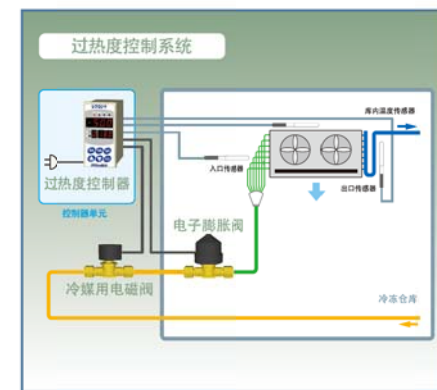 过热度控制系统
库内温度传感器
入口传感器
过热度控制器
出口传感器
控制器单元
电子膨胀阀
冷媒用电磁阀
冷冻仓库